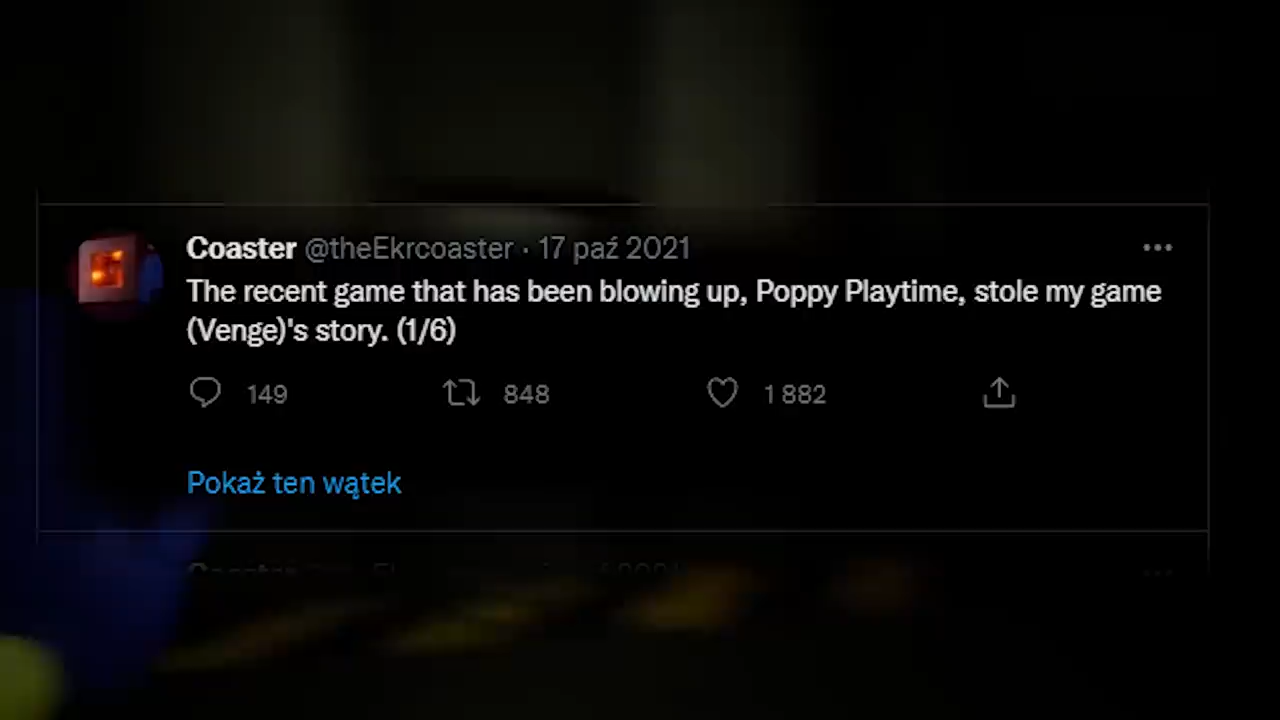 Coaster @theEkrcoaster · 17 paź 2021
The recent game that has been blowing up, Poppy Playtime, stole my game
(Venge)'s story. (1/6)
149 848 1 882
Pokaż ten wątek